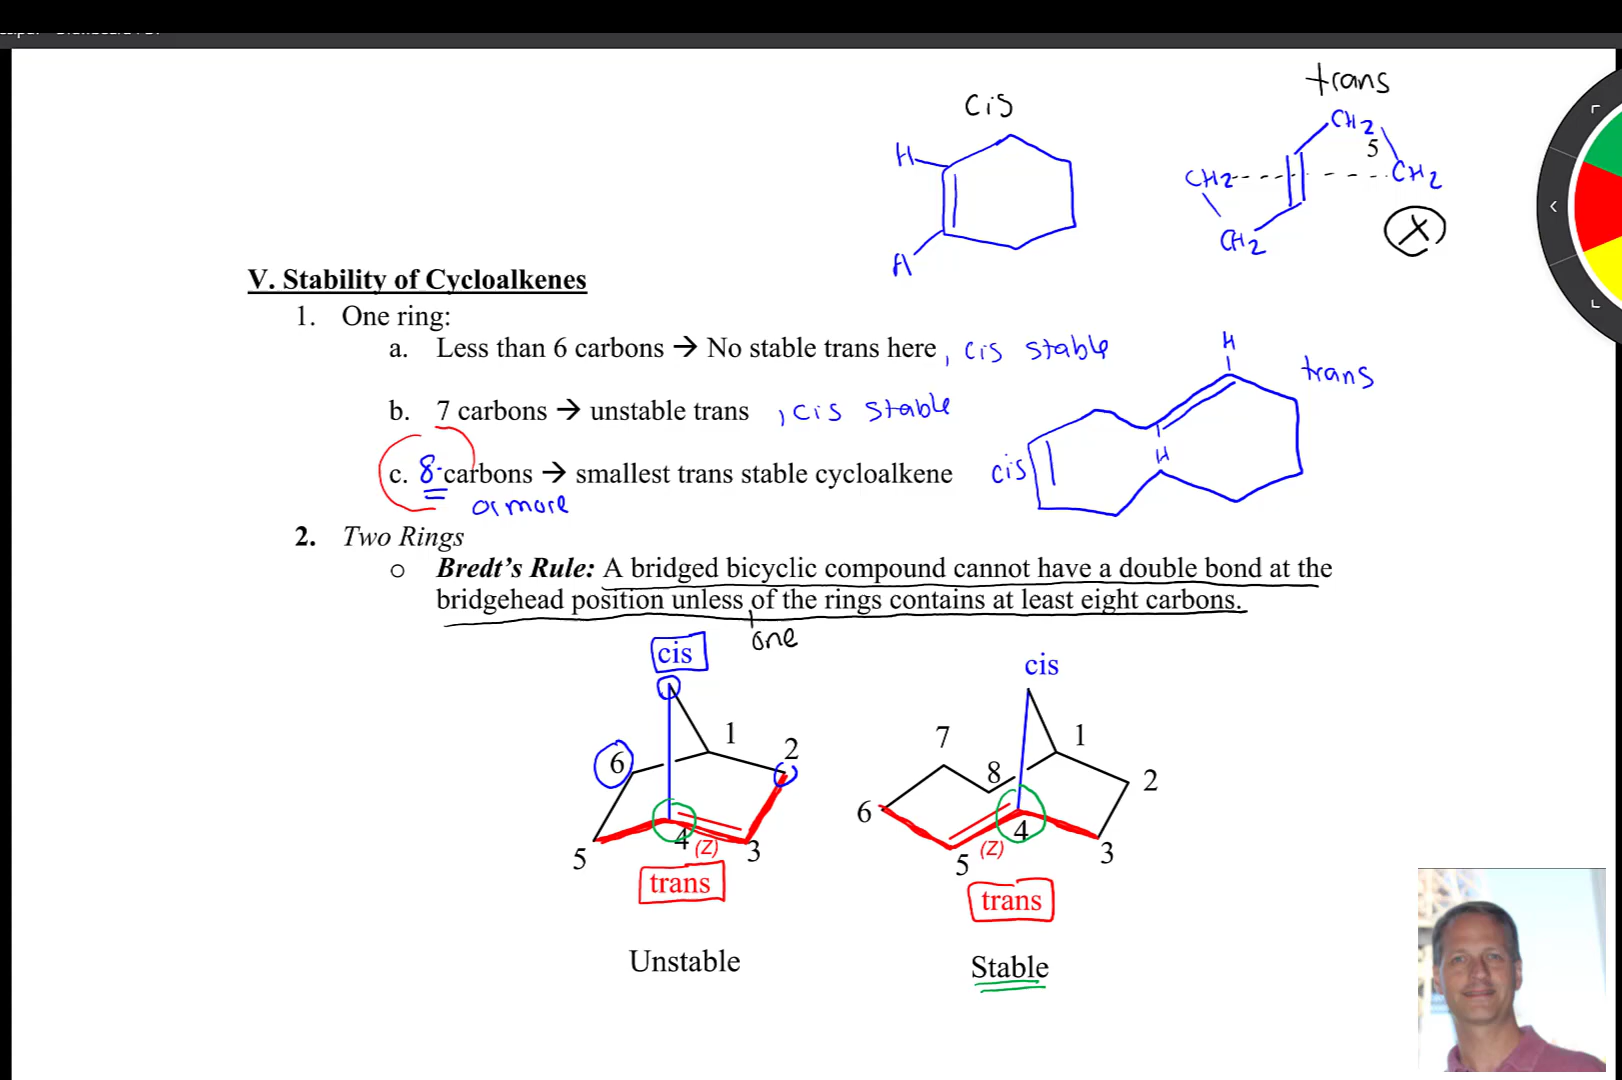 trans
cis
CH2
5
H
CH2
CH2
X
CH2
H
V. Stability of Cycloalkenes
1. One ring:
a. Less than 6 carbons → No stable trans here, cis stable
H
trans
b. 7 carbons → unstable trans, cis stable
H
c. 8 carbons → smallest trans stable cycloalkene
cis
or more
2. Two Rings
o Bredt's Rule: A bridged bicyclic compound cannot have a double bond at the
bridgehead position unless of the rings contains at least eight carbons.
one
cis
cis
1
2
6
7
1
8
2
6
5
4
(Z)
3
4
(Z)
5
3
trans
trans
Unstable
Stable